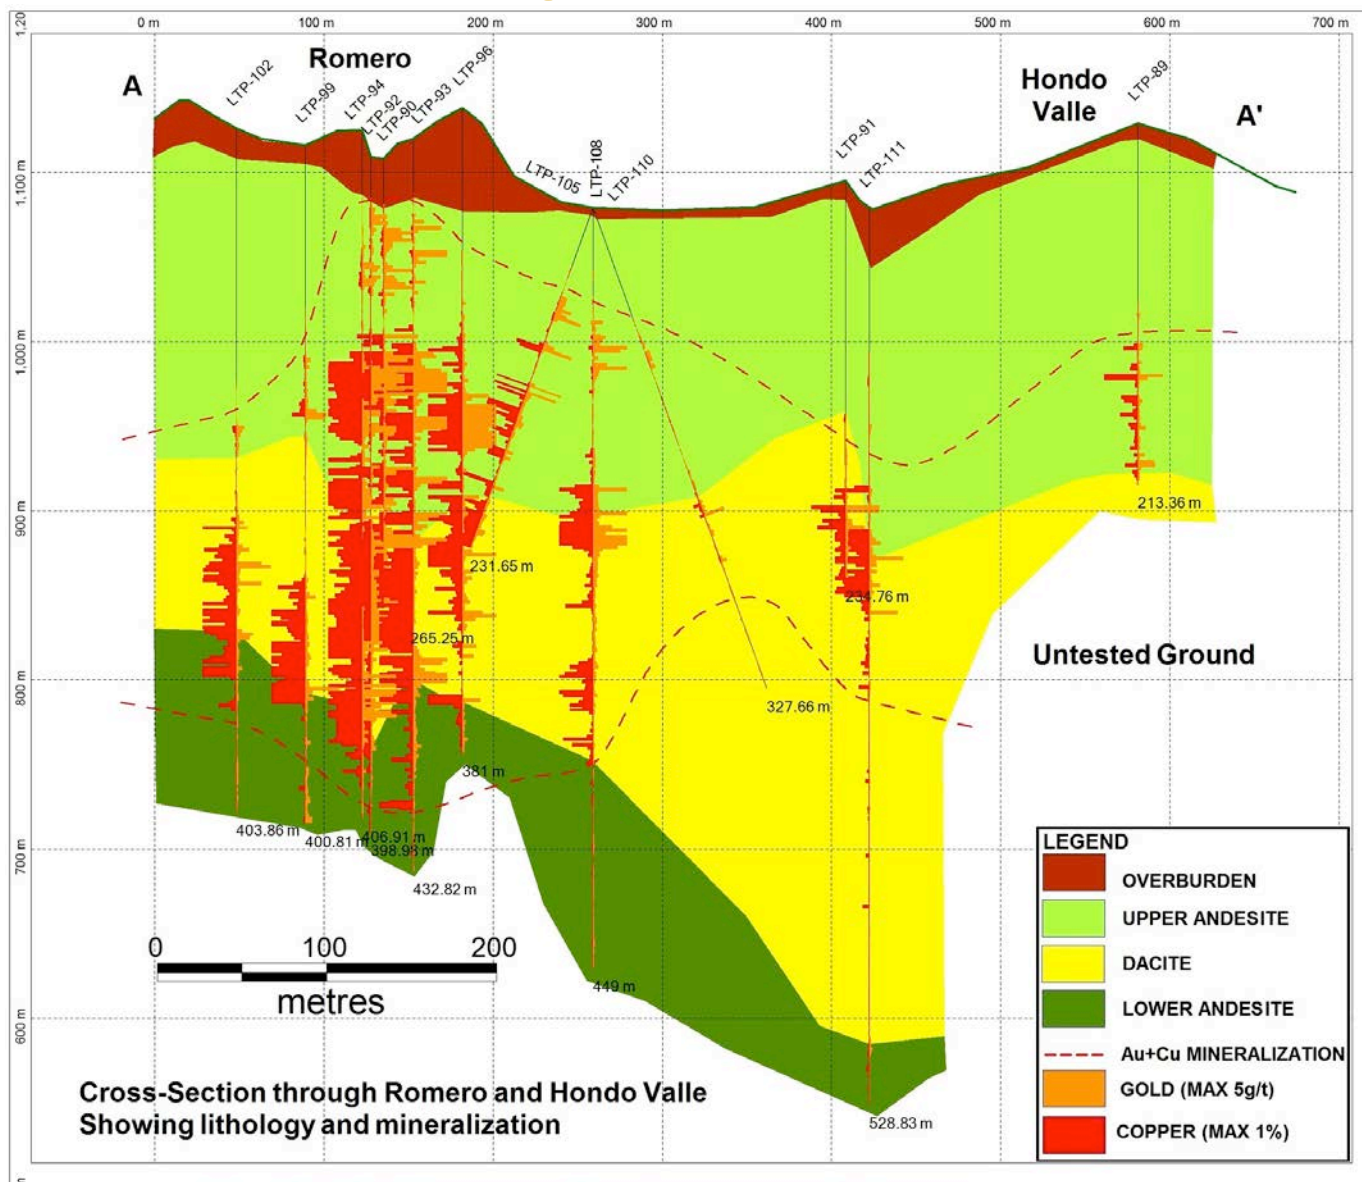 0 m 100 m 200 m 300 m 400 m 500 m 600 m 700 m
1,20
Romero
Hondo
Valle
A
A'
LTP-102
LTP-99
LTP-94
LTP-92
LTP-90
LTP-93
LTP-96
LTP-105
LTP-108
LTP-110
LTP-91
LTP-111
LTP-89
1,100 m
1,000 m
900 m
800 m
700 m
600 m
213.36 m
231.65 m
234.76 m
265.25 m
Untested Ground
327.66 m
381 m
403.86 m
400.81 m
406.91 m
398.98 m
432.82 m
449 m
528.83 m
0 100 200
metres
LEGEND
OVERBURDEN
UPPER ANDESITE
DACITE
LOWER ANDESITE
Au+Cu MINERALIZATION
GOLD (MAX 5g/t)
COPPER (MAX 1%)
Cross-Section through Romero and Hondo Valle
Showing lithology and mineralization